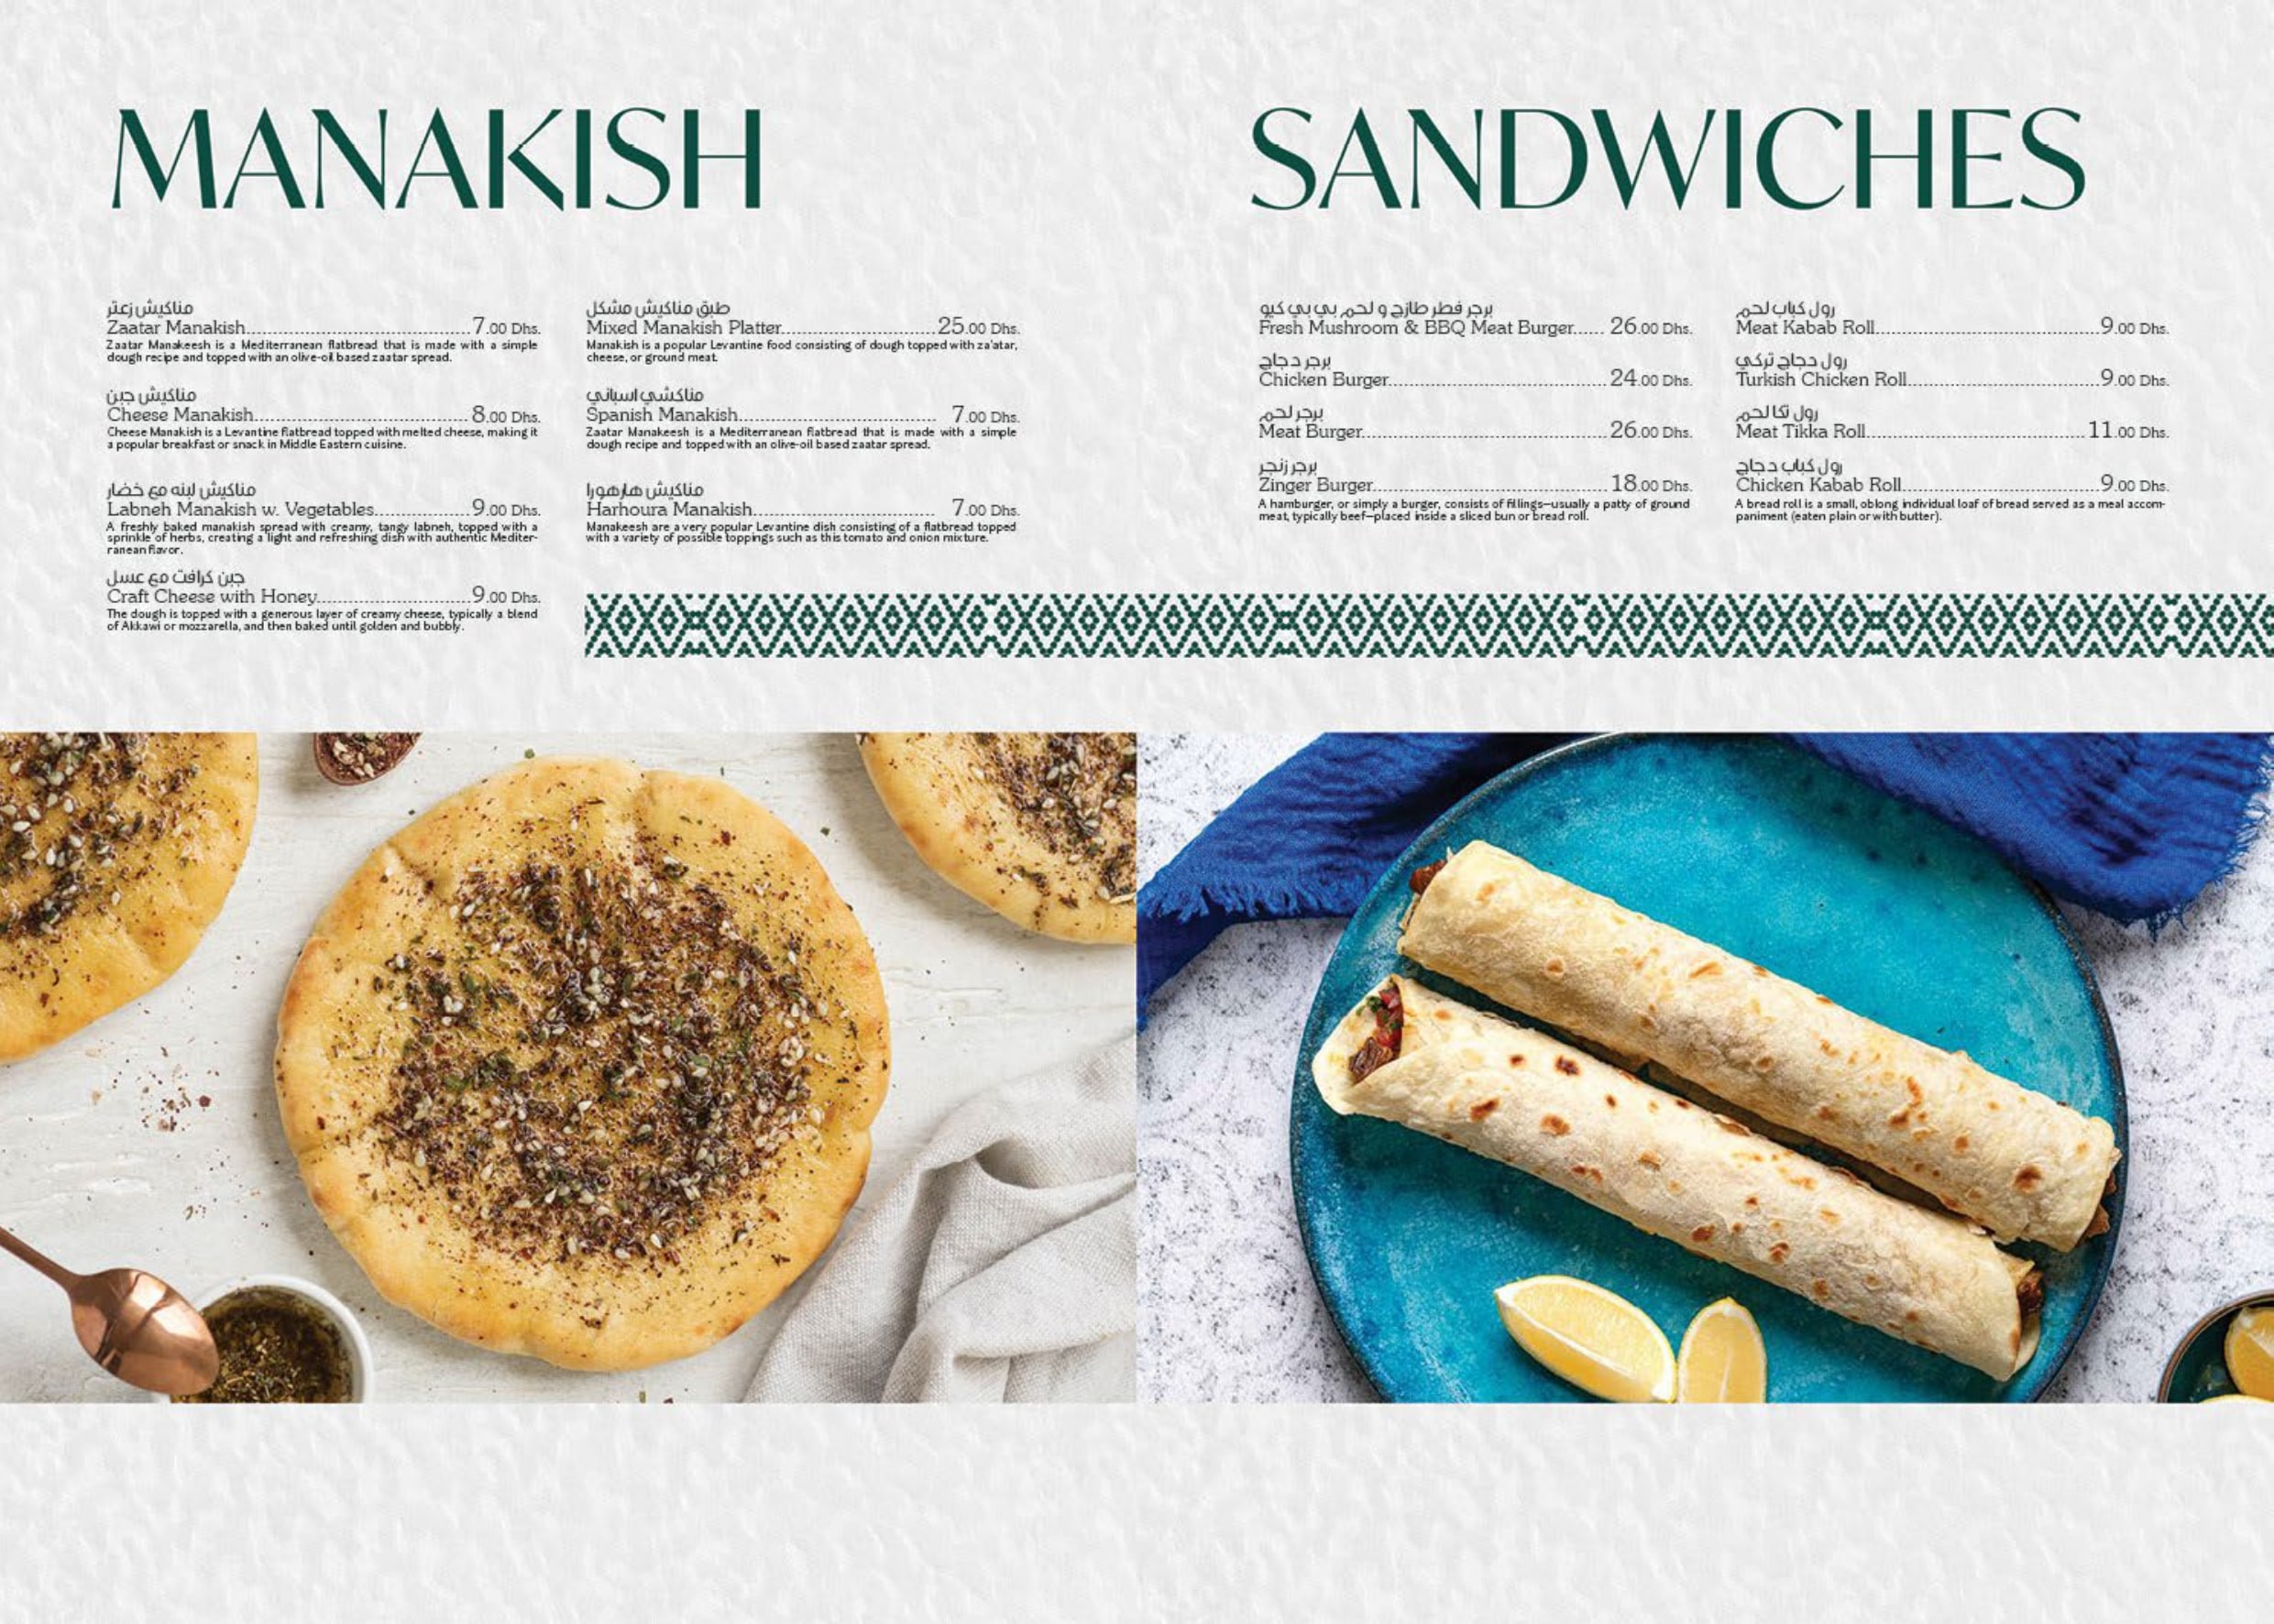 MANAKISH
مناكيش زعتر
Zaatar Manakish 7.00 Dhs.
Zaatar Manakeesh is a Mediterranean flatbread that is made with a simple
dough recipe and topped with an olive-oil based zaatar spread.
مناكيش جبن
Cheese Manakish 8.00 Dhs.
Cheese Manakish is a Levantine flatbread topped with melted cheese, making it
a popular breakfast or snack in Middle Eastern cuisine.
مناكيش لبنه مع خضار
Labneh Manakish w. Vegetables 9.00 Dhs.
A freshly baked manakish spread with creamy, tangy labneh, topped with a
sprinkle of herbs, creating a light and refreshing dish with authentic Mediter-
ranean flavor.
جبن كرافت مع عسل
Craft Cheese with Honey 9.00 Dhs.
The dough is topped with a generous layer of creamy cheese, typically a blend
of Akkawi or mozzarella, and then baked until golden and bubbly.
طبق مناكيش مشكل
Mixed Manakish Platter 25.00 Dhs.
Manakish is a popular Levantine food consisting of dough topped with za'atar,
cheese, or ground meat.
مناكشي اسباني
Spanish Manakish 7.00 Dhs.
Zaatar Manakeesh is a Mediterranean flatbread that is made with a simple
dough recipe and topped with an olive-oil based zaatar spread.
مناكيش هارهورا
Harhoura Manakish 7.00 Dhs.
Manakeesh are a very popular Levantine dish consisting of a flatbread topped
with a variety of possible toppings such as this tomato and onion mixture.
SANDWICHES
برجر فطر طازج و لحم بي بي كيو
Fresh Mushroom & BBQ Meat Burger 26.00 Dhs.
برجر دجاج
Chicken Burger 24.00 Dhs.
برجر لحم
Meat Burger 26.00 Dhs.
برجر زنجر
Zinger Burger 18.00 Dhs.
A hamburger, or simply a burger, consists of fillings—usually a patty of ground
meat, typically beef—placed inside a sliced bun or bread roll.
رول كباب لحم
Meat Kabab Roll 9.00 Dhs.
رول دجاج تركي
Turkish Chicken Roll 9.00 Dhs.
رول تكا لحم
Meat Tikka Roll 11.00 Dhs.
رول كباب دجاج
Chicken Kabab Roll 9.00 Dhs.
A bread roll is a small, oblong individual loaf of bread served as a meal accom-
paniment (eaten plain or with butter).